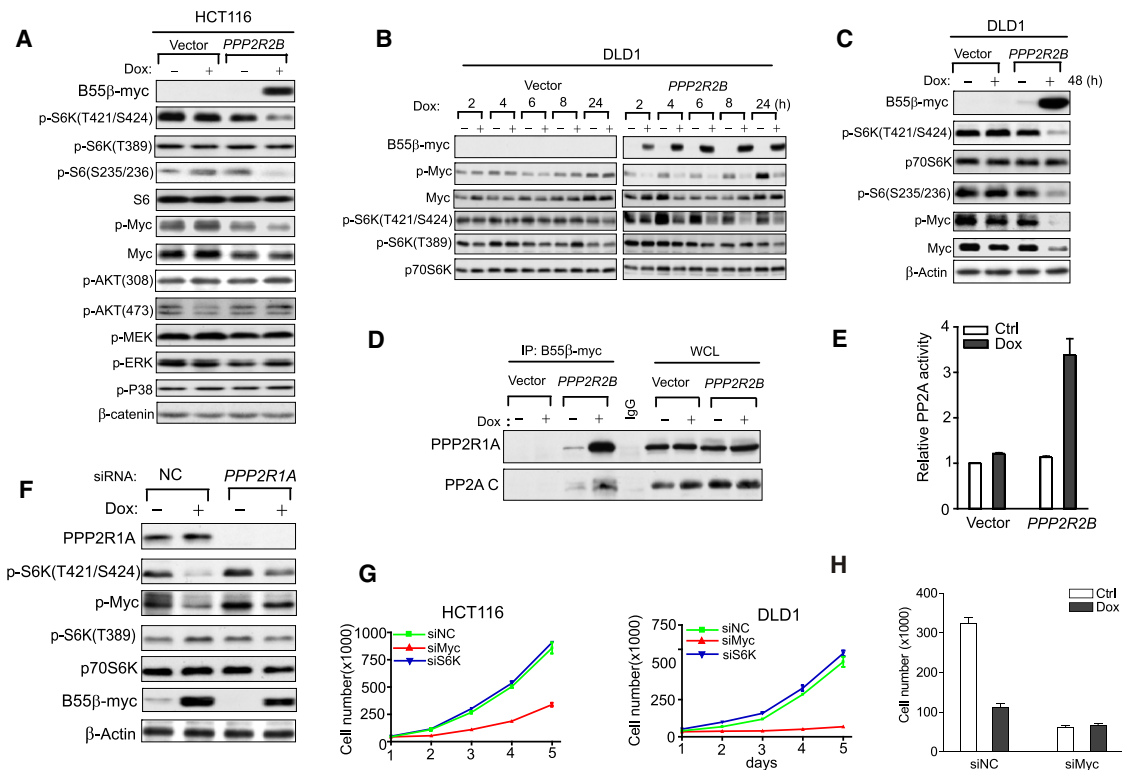 A
HCT116
Vector PPP2R2B
Dox: – + – +
B55β-myc
p-S6K(T421/S424)
p-S6K(T389)
p-S6(S235/236)
S6
p-Myc
Myc
p-AKT(308)
p-AKT(473)
p-MEK
p-ERK
p-P38
β-catenin
B
DLD1
Vector PPP2R2B
Dox: 2 4 6 8 24 2 4 6 8 24 (h)
– + – + – + – + – + – + – + – + – + – +
B55β-myc
p-Myc
Myc
p-S6K(T421/S424)
p-S6K(T389)
p70S6K
C
DLD1
Vector PPP2R2B
Dox: – + – + 48 (h)
B55β-myc
p-S6K(T421/S424)
p70S6K
p-S6(S235/236)
p-Myc
Myc
β-Actin
D
IP: B55β-myc WCL
Vector PPP2R2B IgG Vector PPP2R2B
Dox : – + – + – + – +
PPP2R1A
PP2A C
E
Ctrl
Dox
Relative PP2A activity
4
3
2
1
0
Vector PPP2R2B
F
siRNA: NC PPP2R1A
Dox: – + – +
PPP2R1A
p-S6K(T421/S424)
p-Myc
p-S6K(T389)
p70S6K
B55β-myc
β-Actin
G
HCT116
siNC
siMyc
siS6K
Cell number(x1000)
1000
750
500
250
0
1 2 3 4 5
DLD1
siNC
siMyc
siS6K
Cell number(x1000)
750
500
250
0
1 2 3 4 5
days
H
Ctrl
Dox
Cell number (x1000)
400
300
200
100
0
siNC siMyc